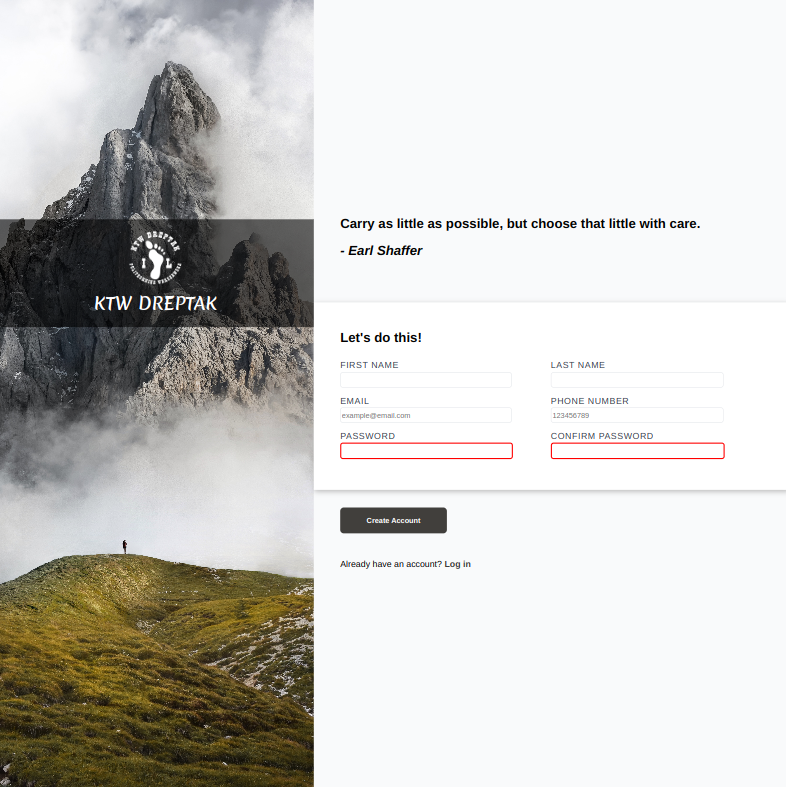 KTW DREPTAK
I L
POLITECHNIKA WARSZAWSKA
KTW DREPTAK
Carry as little as possible, but choose that little with care.
- Earl Shaffer
Let's do this!
FIRST NAME LAST NAME
EMAIL PHONE NUMBER
example@email.com 123456789
PASSWORD CONFIRM PASSWORD
Create Account
Already have an account? Log in